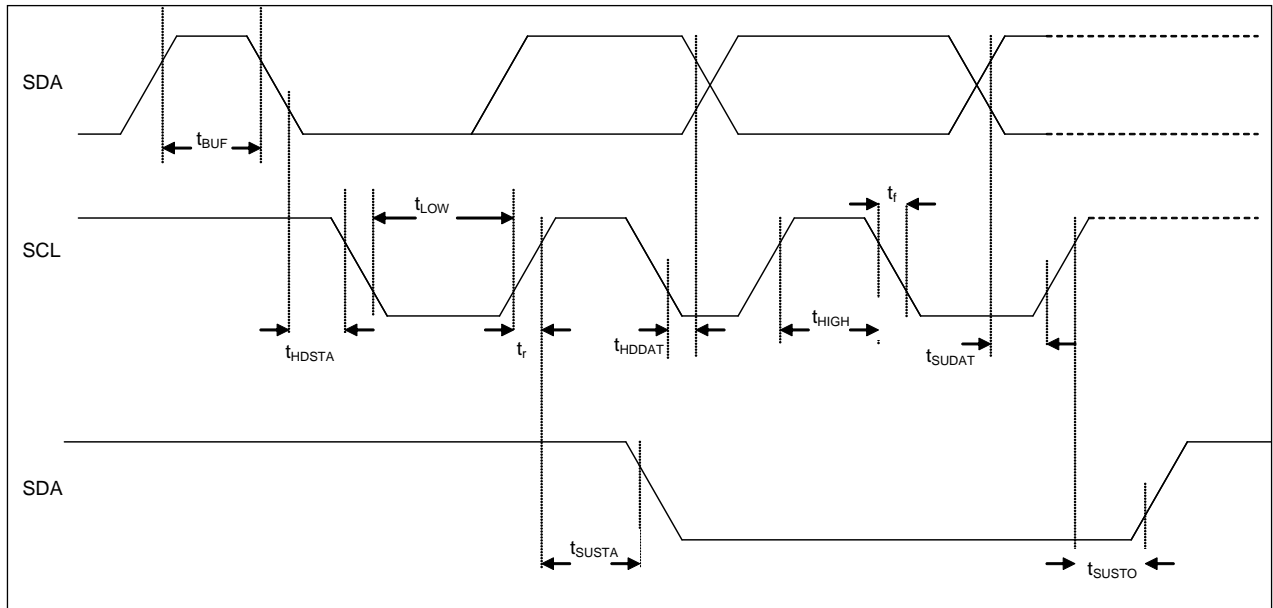 SDA
tBUF
tLOW
tf
SCL
tHDSTA
tr
tHDDAT
tHIGH
tSUDAT
SDA
tSUSTA
tSUSTO